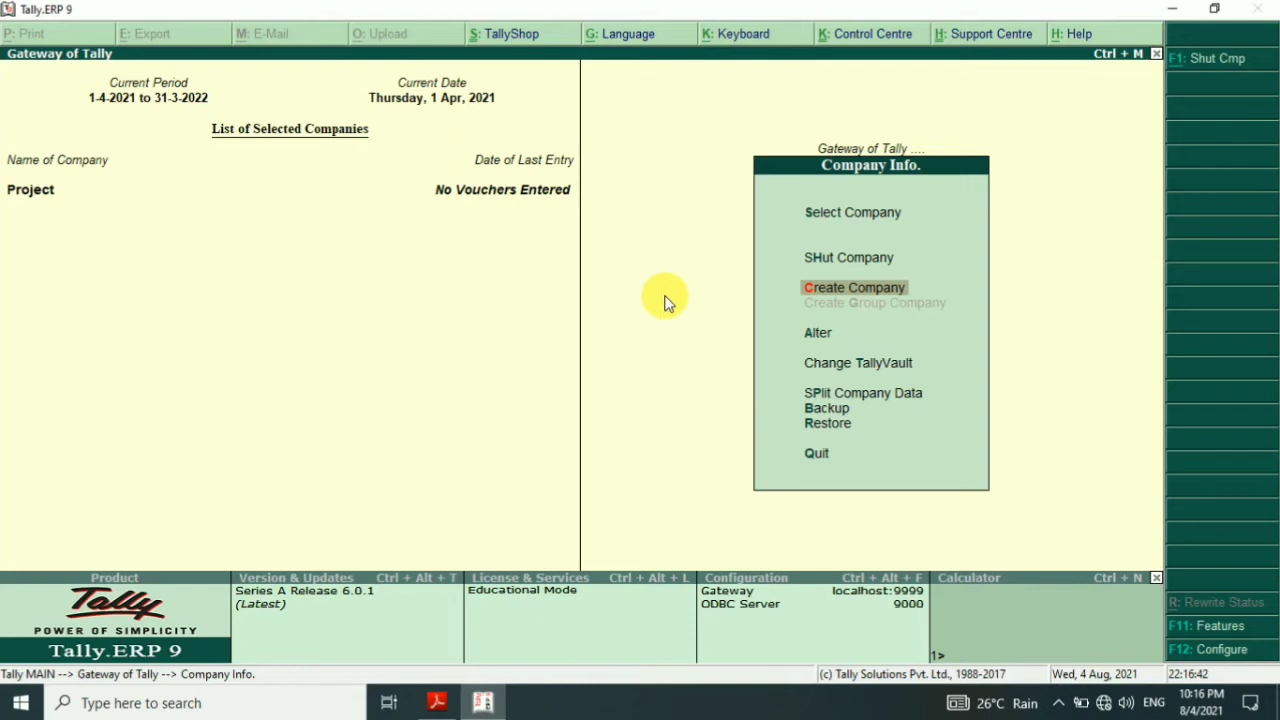 Tally.ERP 9
P: Print E: Export M: E-Mail O: Upload S: TallyShop G: Language K: Keyboard K: Control Centre H: Support Centre H: Help
Gateway of Tally Ctrl + M
F1: Shut Cmp
Current Period Current Date
1-4-2021 to 31-3-2022 Thursday, 1 Apr, 2021
List of Selected Companies
Name of Company Date of Last Entry
Project No Vouchers Entered
Gateway of Tally ....
Company Info.
Select Company
SHut Company
Create Company
Create Group Company
Alter
Change TallyVault
SPlit Company Data
Backup
Restore
Quit
Product Version & Updates Ctrl + Alt + T License & Services Ctrl + Alt + L Configuration Ctrl + Alt + F Calculator Ctrl + N
Series A Release 6.0.1 Educational Mode Gateway localhost:9999
(Latest) ODBC Server 9000
Tally
POWER OF SIMPLICITY
Tally.ERP 9
1>
R: Rewrite Status
F11: Features
F12: Configure
Tally MAIN --> Gateway of Tally --> Company Info. (c) Tally Solutions Pvt. Ltd., 1988-2017 Wed, 4 Aug, 2021 22:16:42
Type here to search 26°C Rain ENG 10:16 PM
8/4/2021